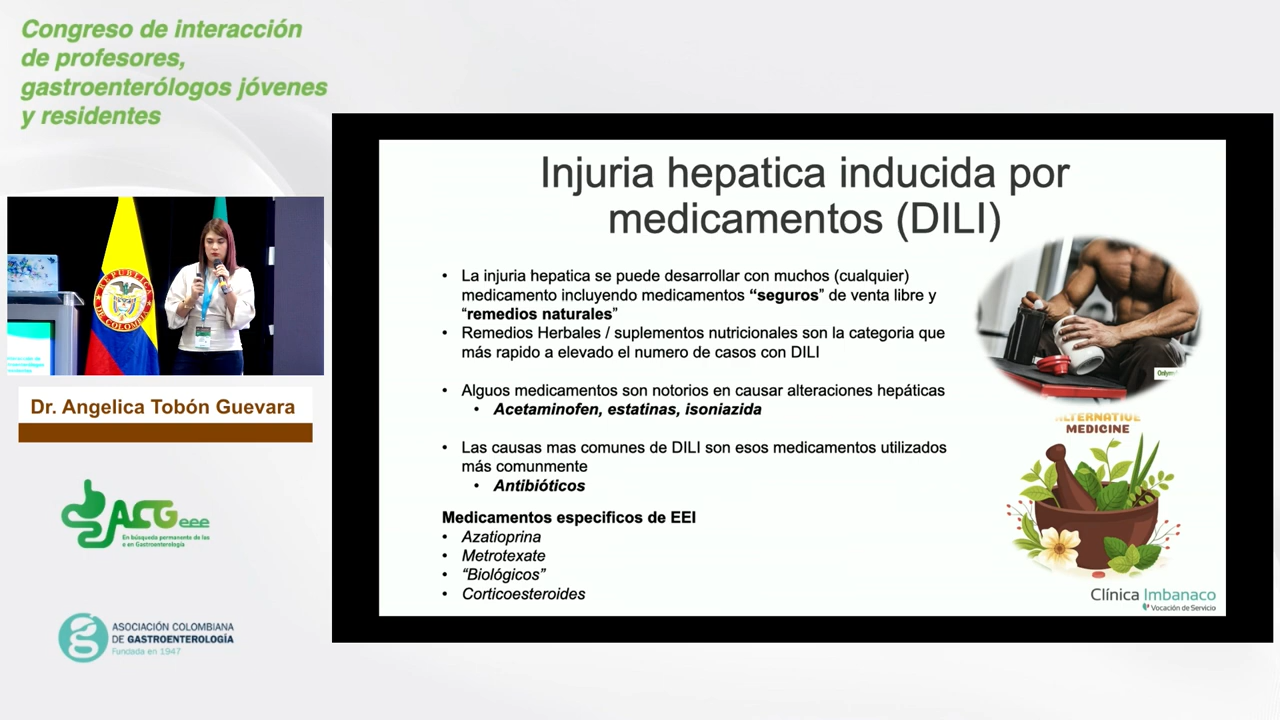 Congreso de interacción
de profesores,
gastroenterólogos jóvenes
y residentes
REPUBLICA
DE COLOMBIA
Dr. Angelica Tobón Guevara
ACGeee
En búsqueda permanente de las
e en Gastroenterología
ASOCIACIÓN COLOMBIANA
DE GASTROENTEROLOGÍA
Fundada en 1947
Injuria hepatica inducida por
medicamentos (DILI)
• La injuria hepatica se puede desarrollar con muchos (cualquier)
medicamento incluyendo medicamentos “seguros” de venta libre y
“remedios naturales”
• Remedios Herbales / suplementos nutricionales son la categoria que
más rapido a elevado el numero de casos con DILI
• Alguos medicamentos son notorios en causar alteraciones hepáticas
• Acetaminofen, estatinas, isoniazida
• Las causas mas comunes de DILI son esos medicamentos utilizados
más comunmente
• Antibióticos
Medicamentos especificos de EEI
• Azatioprina
• Metrotexate
• “Biológicos”
• Corticoesteroides
ALTERNATIVE
MEDICINE
Clínica Imbanaco
Vocación de Servicio